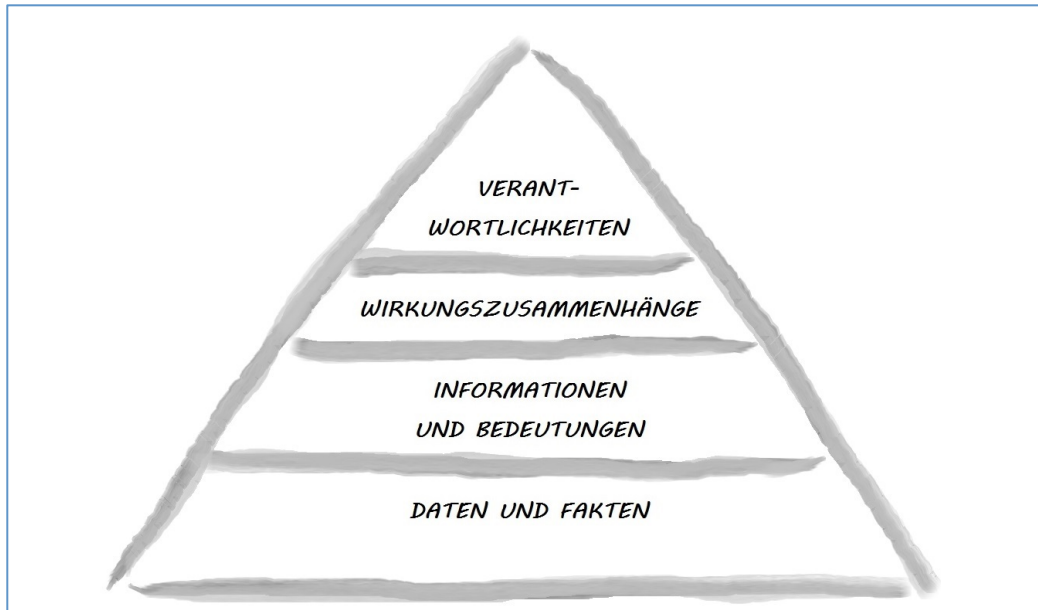 VERANT-
WORTLICHKEITEN
WIRKUNGSZUSAMMENHÄNGE
INFORMATIONEN
UND BEDEUTUNGEN
DATEN UND FAKTEN